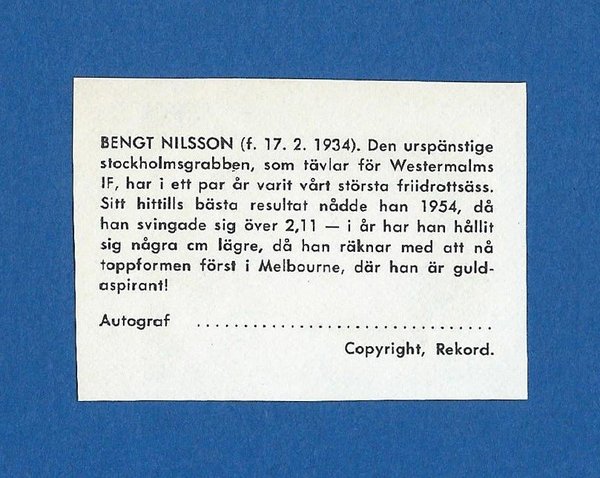 BENGT NILSSON (f. 17. 2. 1934). Den urspänstige
stockholmsgrabben, som tävlar för Westermalms
IF, har i ett par år varit vårt största friidrottsäss.
Sitt hittills bästa resultat nådde han 1954, då
han svingade sig över 2,11 — i år har han hållit
sig några cm lägre, då han räknar med att nå
toppformen först i Melbourne, där han är guld-
aspirant!
Autograf ................................
Copyright, Rekord.